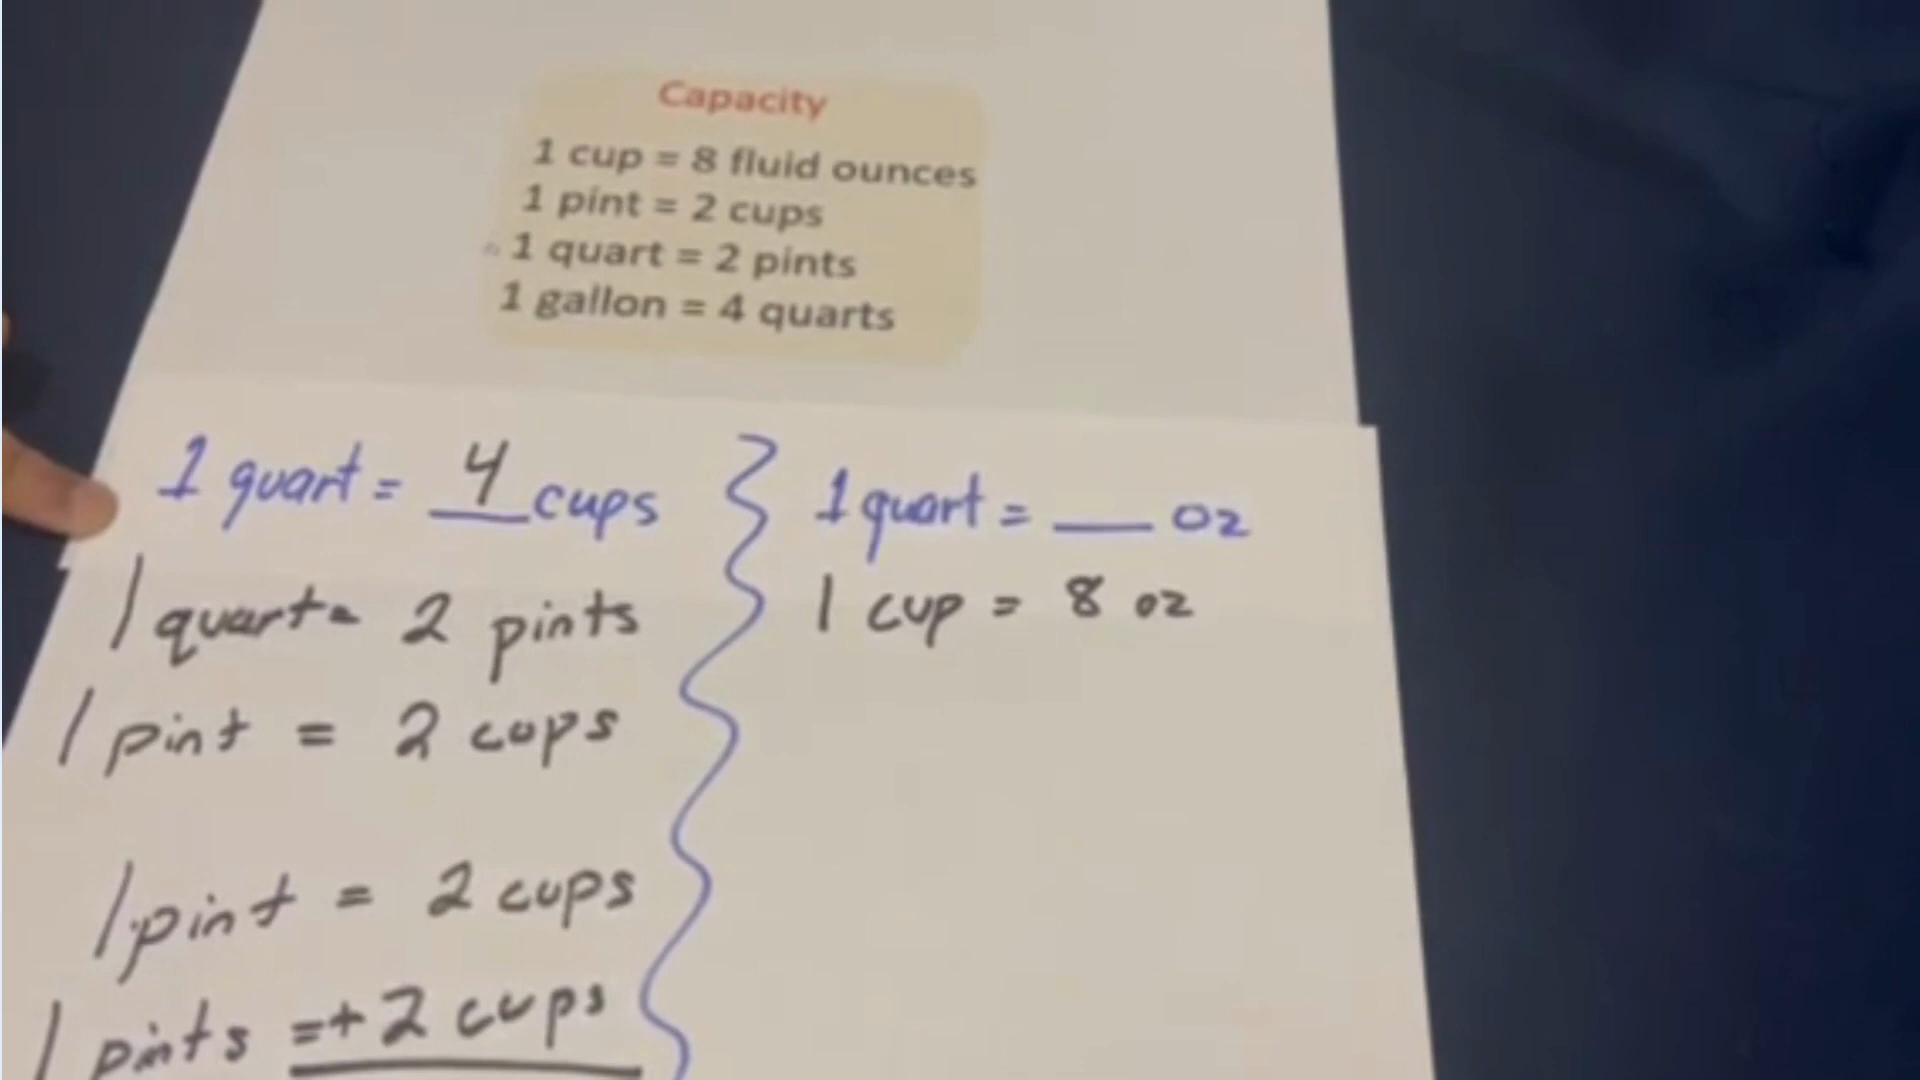 Capacity
1 cup = 8 fluid ounces
1 pint = 2 cups
1 quart = 2 pints
1 gallon = 4 quarts
1 quart = 4 cups
1 quart = 2 pints
1 pint = 2 cups
1 pint = 2 cups
1 pints =+2 cups
1 quart = __ oz
1 cup = 8 oz